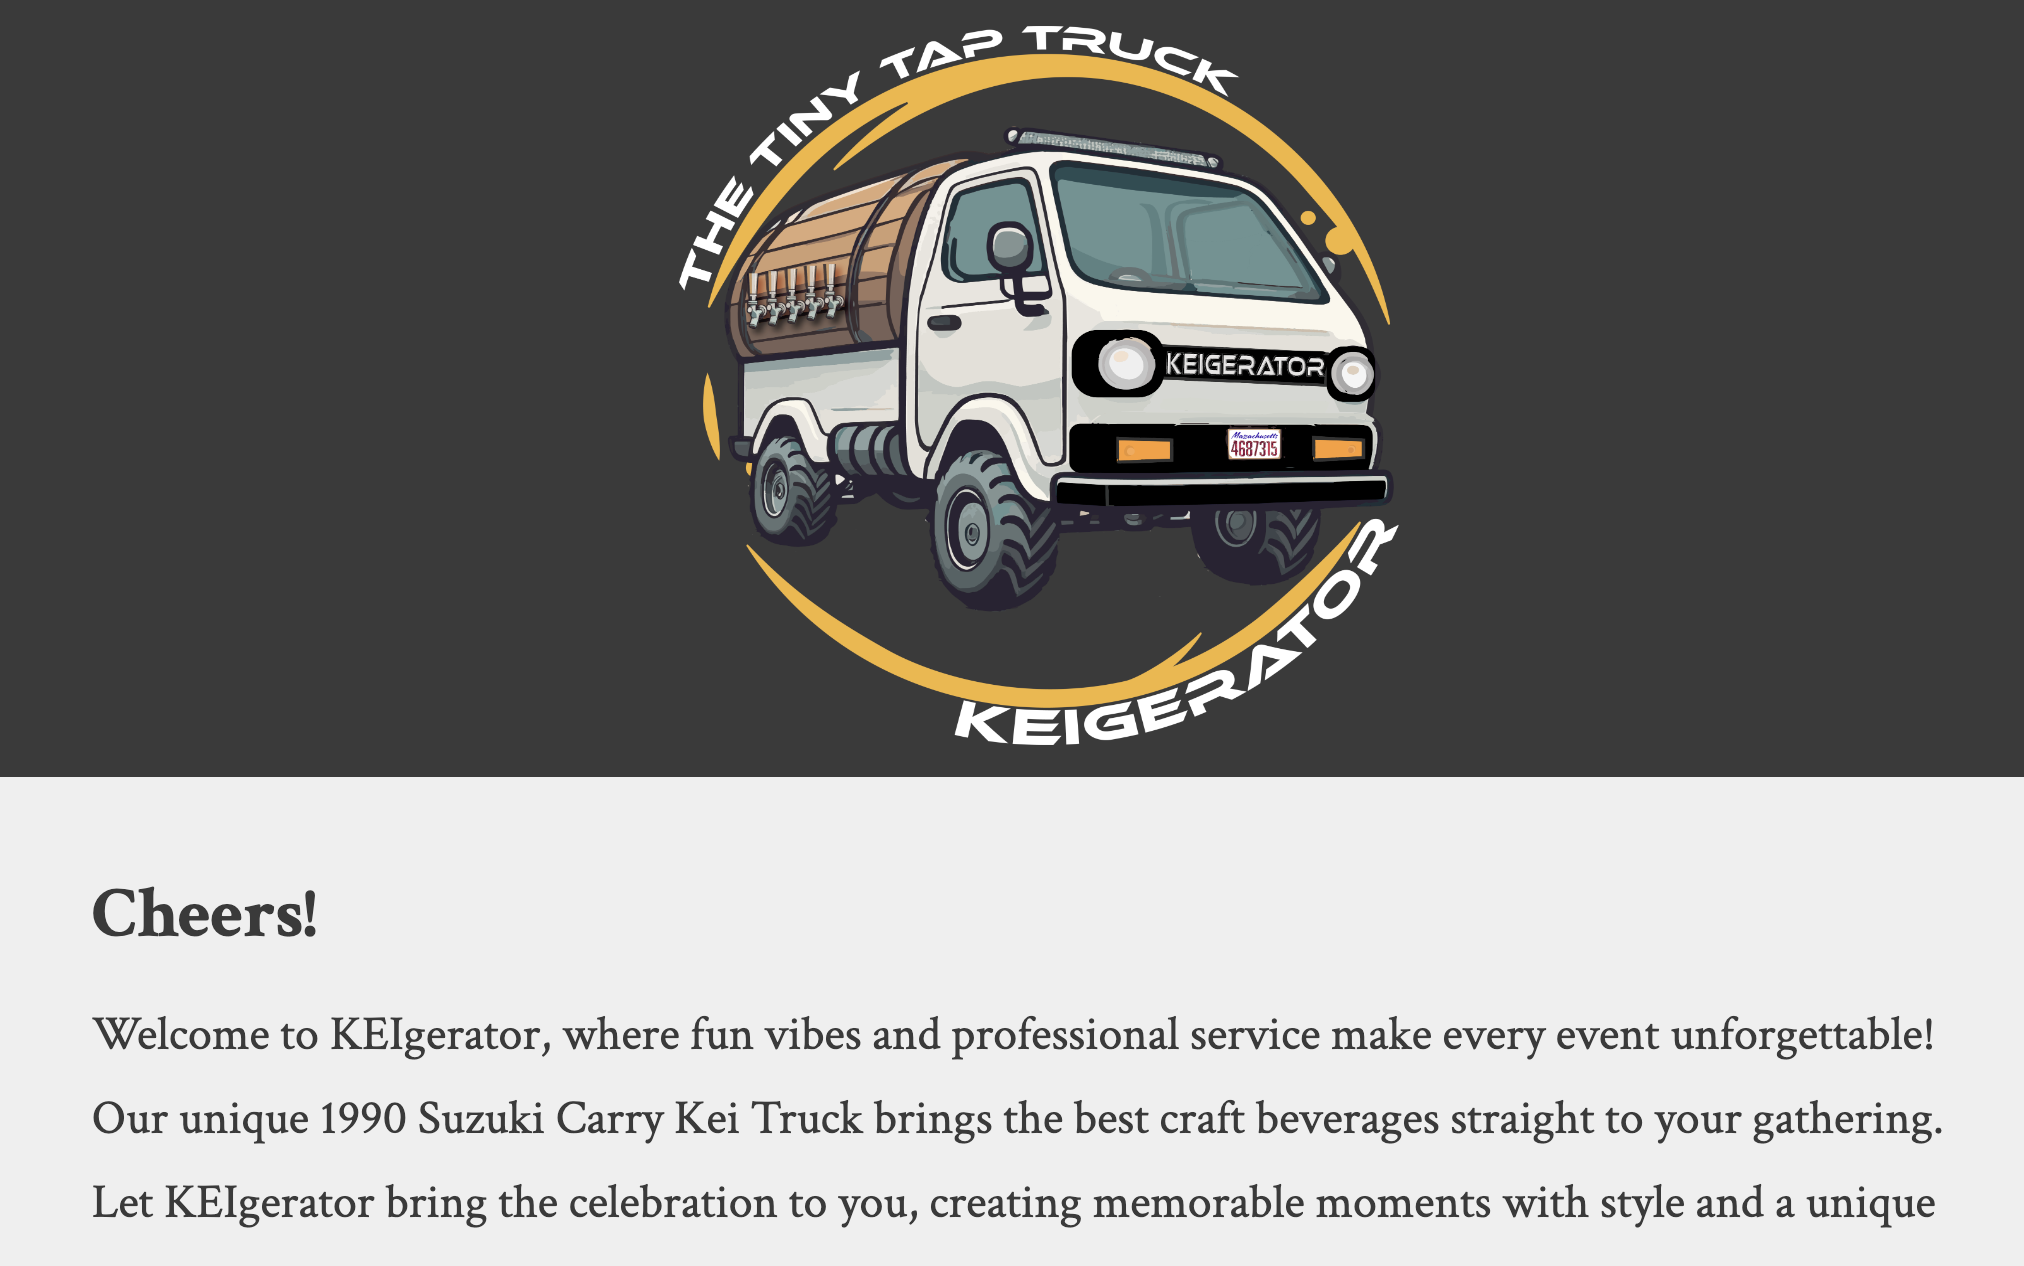 THE TINY TAP TRUCK
KEIGERATOR
Massachusetts
4687315
KEIGERATOR
Cheers!
Welcome to KEIgerator, where fun vibes and professional service make every event unforgettable!
Our unique 1990 Suzuki Carry Kei Truck brings the best craft beverages straight to your gathering.
Let KEIgerator bring the celebration to you, creating memorable moments with style and a unique